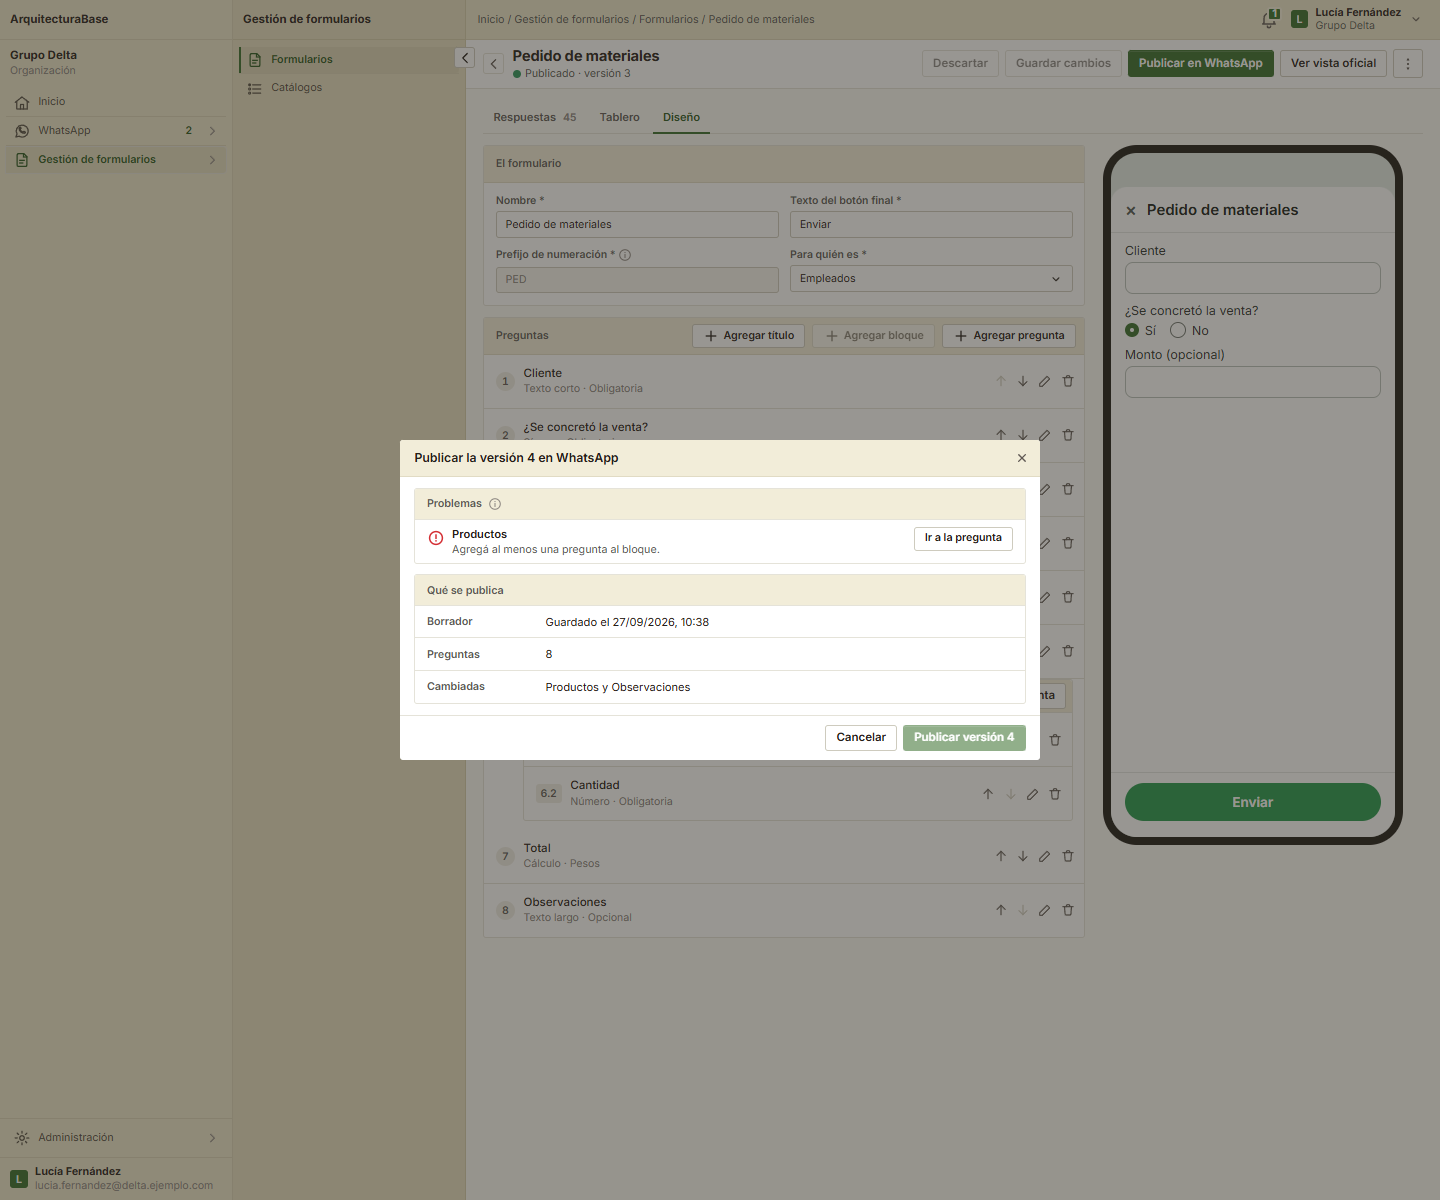 ArquitecturaBase
Gestión de formularios
Inicio / Gestión de formularios / Formularios / Pedido de materiales
1
L
Lucía Fernández
Grupo Delta
Grupo Delta
Organización
Inicio
WhatsApp 2
Gestión de formularios
Formularios
Catálogos
Pedido de materiales
Publicado · versión 3
Descartar
Guardar cambios
Publicar en WhatsApp
Ver vista oficial
Respuestas 45
Tablero
Diseño
El formulario
Nombre *
Texto del botón final *
Pedido de materiales
Enviar
Prefijo de numeración *
Para quién es *
PED
Empleados
Preguntas
Agregar título
Agregar bloque
Agregar pregunta
1
Cliente
Texto corto · Obligatoria
2
¿Se concretó la venta?
Publicar la versión 4 en WhatsApp
Problemas
Productos
Agregá al menos una pregunta al bloque.
Ir a la pregunta
Qué se publica
Borrador
Guardado el 27/09/2026, 10:38
Preguntas
8
Cambiadas
Productos y Observaciones
Cancelar
Publicar versión 4
nta
6.2
Cantidad
Número · Obligatoria
7
Total
Cálculo · Pesos
8
Observaciones
Texto largo · Opcional
Pedido de materiales
Cliente
¿Se concretó la venta?
Sí
No
Monto (opcional)
Enviar
Administración
L
Lucía Fernández
lucia.fernandez@delta.ejemplo.com